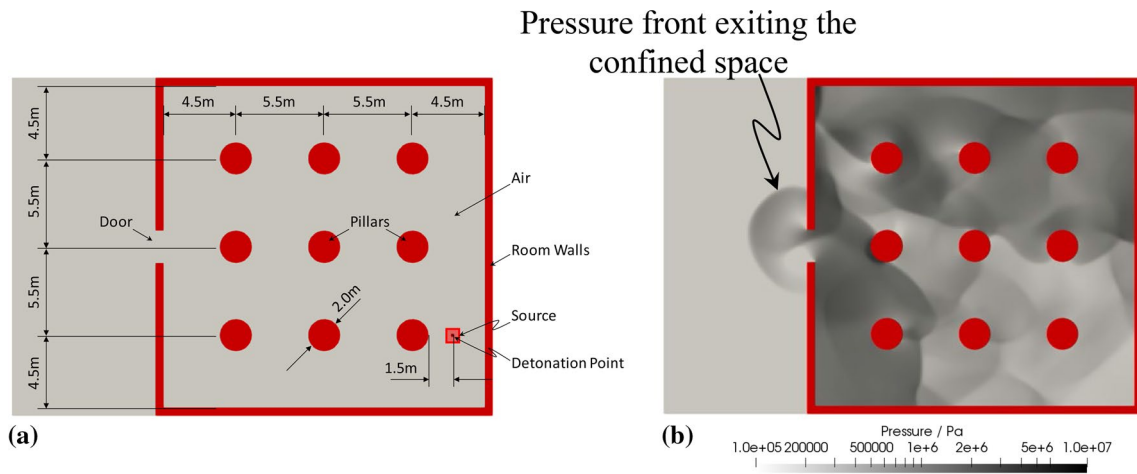 Pressure front exiting the
confined space
4.5m
5.5m
5.5m
4.5m
4.5m
5.5m
5.5m
4.5m
Door
Pillars
Air
Room Walls
2.0m
Source
Detonation Point
1.5m
(a)
(b)
Pressure / Pa
1.0e+05 200000 500000 1e+6 2e+6 5e+6 1.0e+07